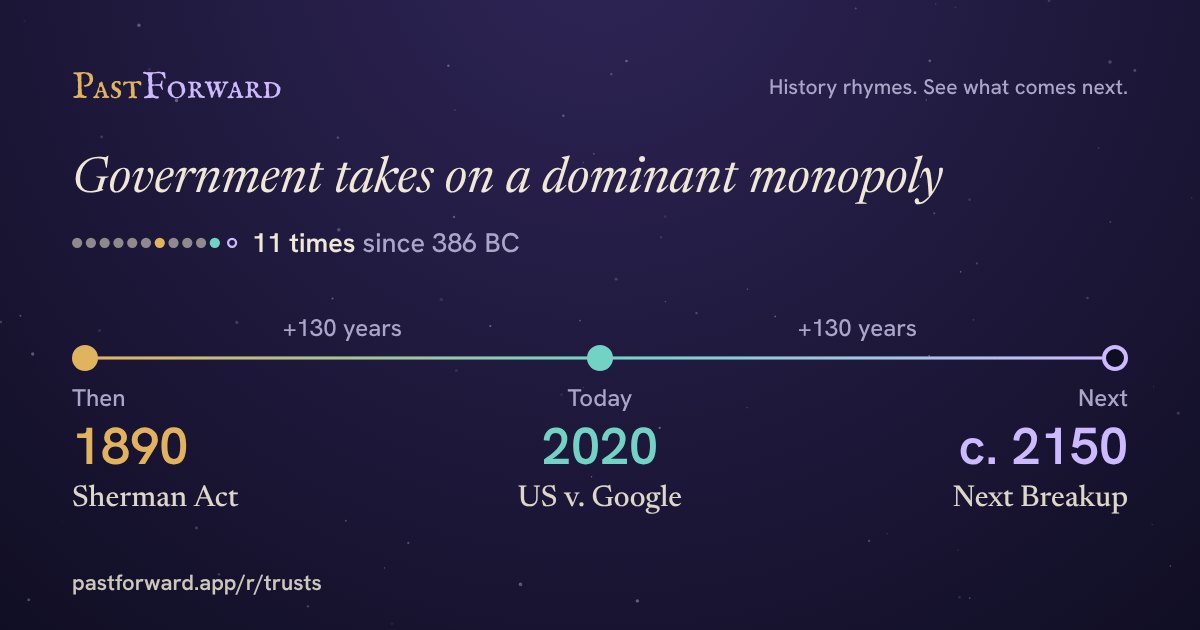 PastForward
History rhymes. See what comes next.
Government takes on a dominant monopoly
11 times since 386 BC
+130 years
+130 years
Then
Today
Next
1890
2020
c. 2150
Sherman Act
US v. Google
Next Breakup
pastforward.app/r/trusts